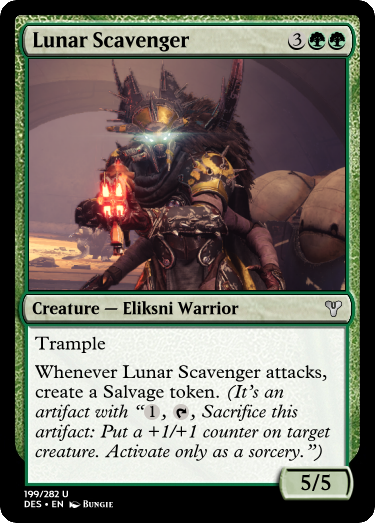 Lunar Scavenger 3
Creature — Eliksni Warrior
Trample
Whenever Lunar Scavenger attacks,
create a Salvage token. (It's an
artifact with “1, , Sacrifice this
artifact: Put a +1/+1 counter on target
creature. Activate only as a sorcery.”)
5/5
199/282 U
DES • EN Bungie